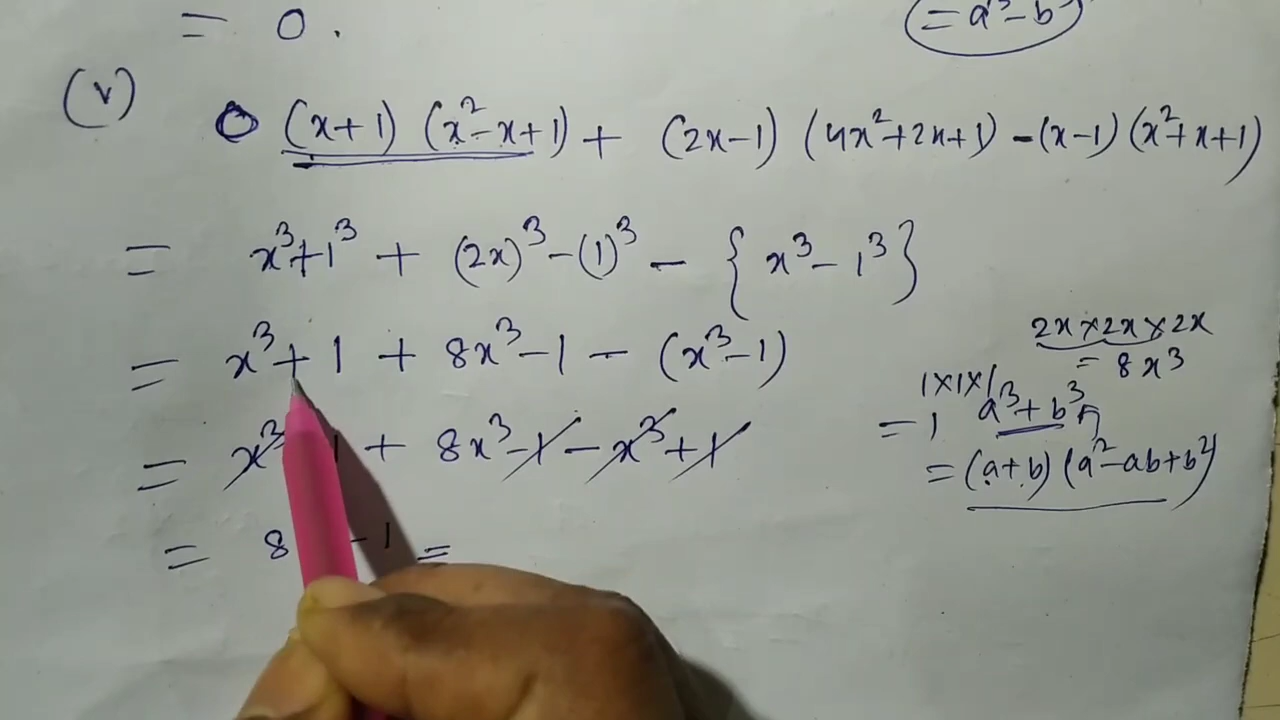 = 0.
= a³-b³
(v)
(x+1) (x²-x+1) + (2x-1) (4x²+2x+1) -(x-1) (x²+x+1)
= x³+1³ + (2x)³-(1)³ - { x³-1³ }
= x³+1 + 8x³-1 - (x³-1)
2x×2x×2x
= 8x³
1×1×1
= 1
a³+b³
= x³ 1 + 8x³-1-x³+1
= (a+b) (a²-ab+b²)
= 8 -1 =